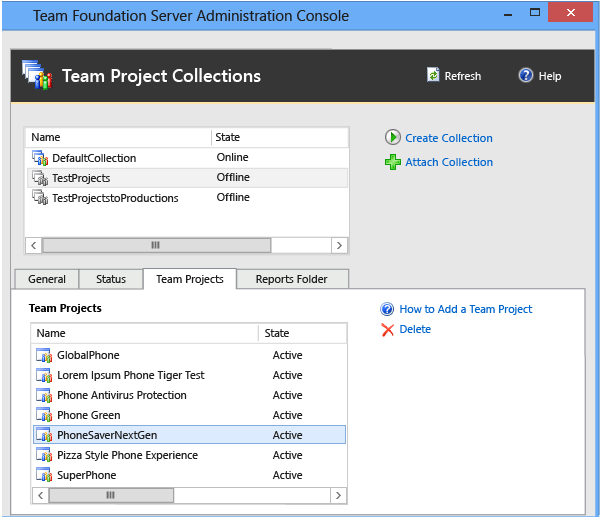 Team Foundation Server Administration Console
Team Project Collections
Refresh
Help
Name State
DefaultCollection Online
TestProjects Offline
TestProjectstoProductions Offline
Create Collection
Attach Collection
General Status Team Projects Reports Folder
Team Projects
Name State
GlobalPhone Active
Lorem Ipsum Phone Tiger Test Active
Phone Antivirus Protection Active
Phone Green Active
PhoneSaverNextGen Active
Pizza Style Phone Experience Active
SuperPhone Active
How to Add a Team Project
Delete